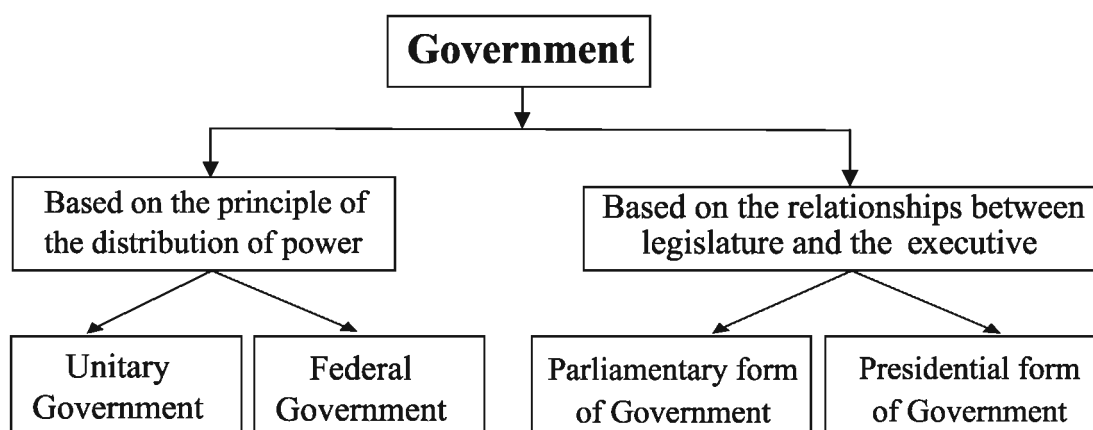 Government
Based on the principle of
the distribution of power
Based on the relationships between
legislature and the executive
Unitary
Government
Federal
Government
Parliamentary form
of Government
Presidential form
of Government